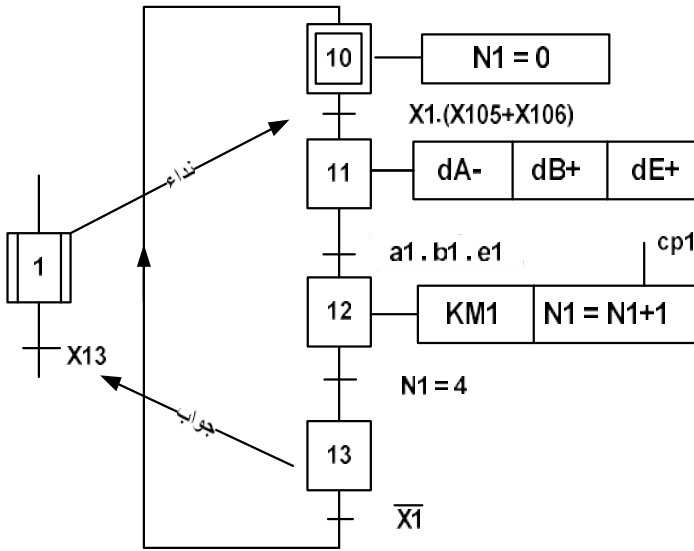 10
N1 = 0
X1.(X105+X106)
نداء
11
dA-
dB+
dE+
1
a1 . b1 . e1
cp1
12
KM1
N1 = N1+1
X13
N1 = 4
جواب
13
X̅1̅